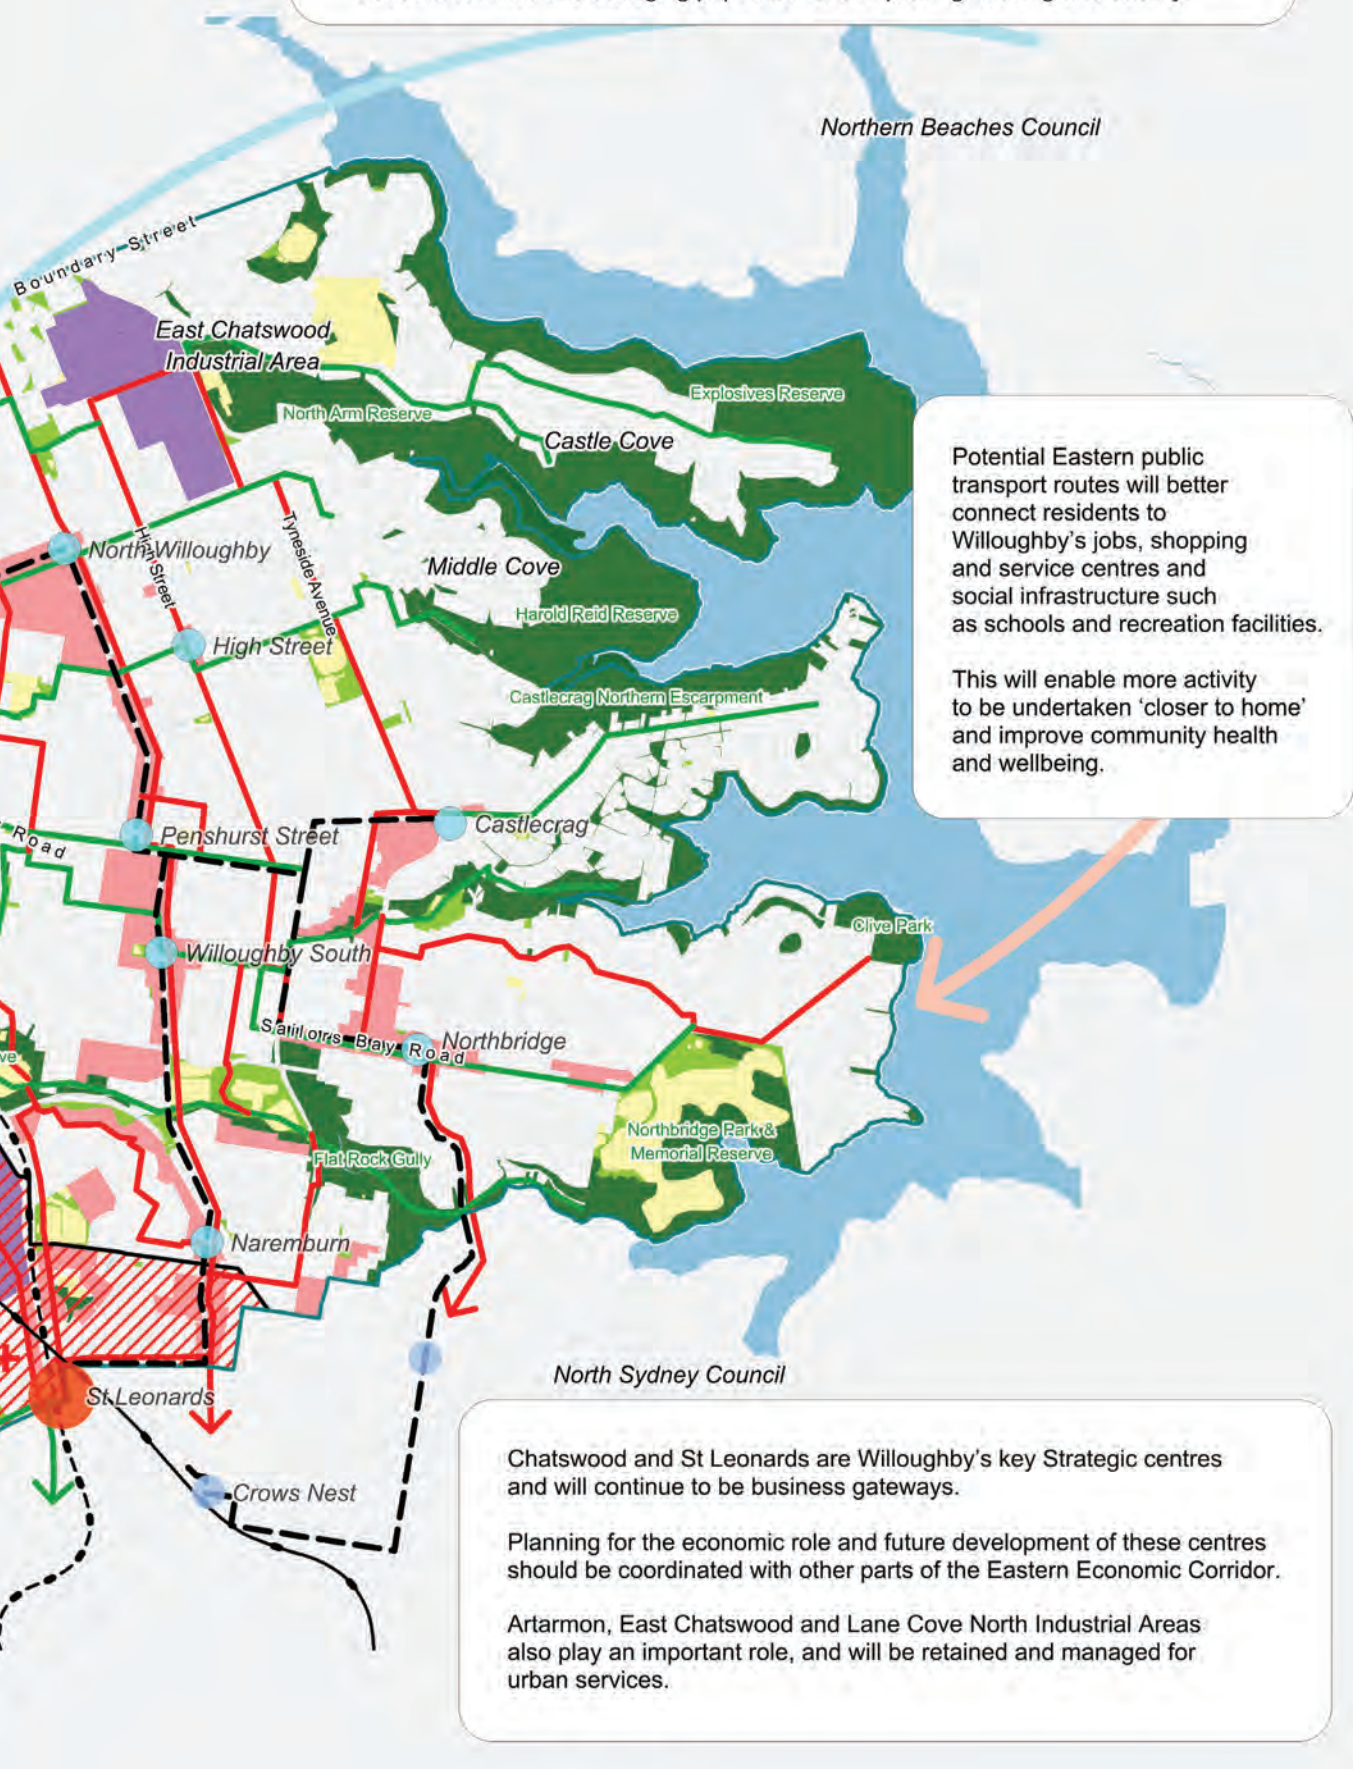 Northern Beaches Council
Boundary Street
East Chatswood
Industrial Area
Explosives Reserve
North Arm Reserve
Castle Cove
Potential Eastern public
transport routes will better
connect residents to
Willoughby's jobs, shopping
and service centres and
social infrastructure such
as schools and recreation facilities.
This will enable more activity
to be undertaken ‘closer to home’
and improve community health
and wellbeing.
North Willoughby
High Street
Tyneside Avenue
Middle Cove
Harold Reid Reserve
High Street
Castlecrag Northern Escarpment
Road
Penshurst Street
Castlecrag
Clive Park
Willoughby South
Sailors Bay Road
Northbridge
ve
Northbridge Park &
Memorial Reserve
Flat Rock Gully
Naremburn
North Sydney Council
St Leonards
Crows Nest
Chatswood and St Leonards are Willoughby's key Strategic centres
and will continue to be business gateways.
Planning for the economic role and future development of these centres
should be coordinated with other parts of the Eastern Economic Corridor.
Artarmon, East Chatswood and Lane Cove North Industrial Areas
also play an important role, and will be retained and managed for
urban services.